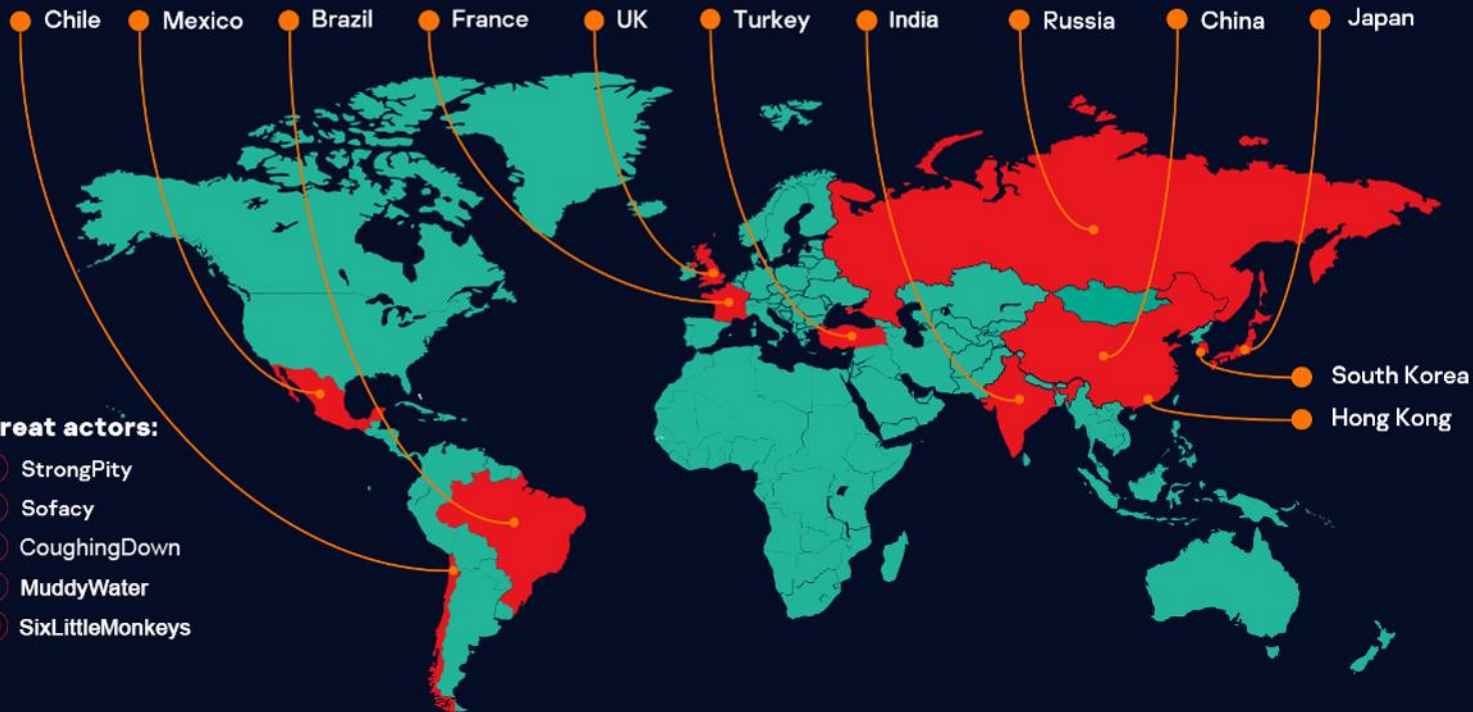 Chile
Mexico
Brazil
France
UK
Turkey
India
Russia
China
Japan
South Korea
Hong Kong
reat actors:
StrongPity
Sofacy
CoughingDown
MuddyWater
SixLittleMonkeys